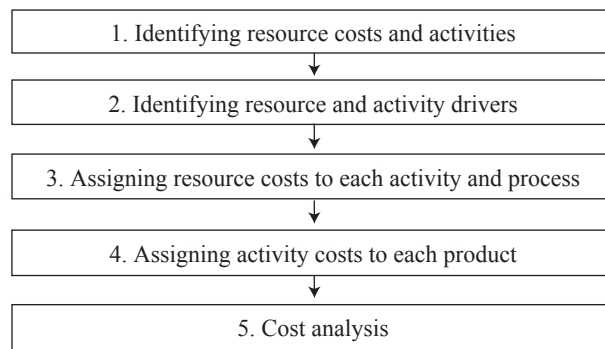 1. Identifying resource costs and activities
2. Identifying resource and activity drivers
3. Assigning resource costs to each activity and process
4. Assigning activity costs to each product
5. Cost analysis